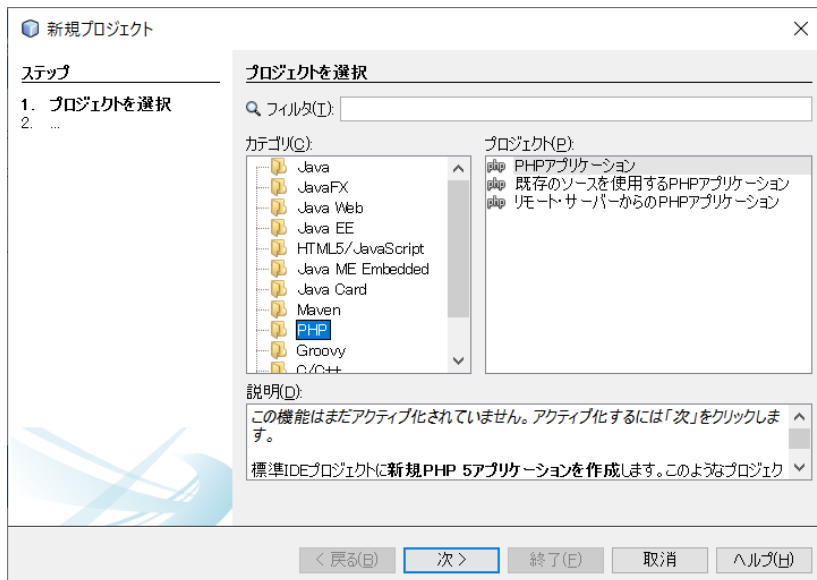 新規プロジェクト
ステップ
1. プロジェクトを選択
2. ...
プロジェクトを選択
フィルタ(I):
カテゴリ(C):
Java
JavaFX
Java Web
Java EE
HTML5/JavaScript
Java ME Embedded
Java Card
Maven
PHP
Groovy
C/C++
プロジェクト(P):
php PHPアプリケーション
php 既存のソースを使用するPHPアプリケーション
php リモート・サーバーからのPHPアプリケーション
説明(D):
この機能はまだアクティブ化されていません。アクティブ化するには「次」をクリックしま
す。
標準IDEプロジェクトに新規PHP 5アプリケーションを作成します。このようなプロジェク
< 戻る(B)
次 >
終了(F)
取消
ヘルプ(H)